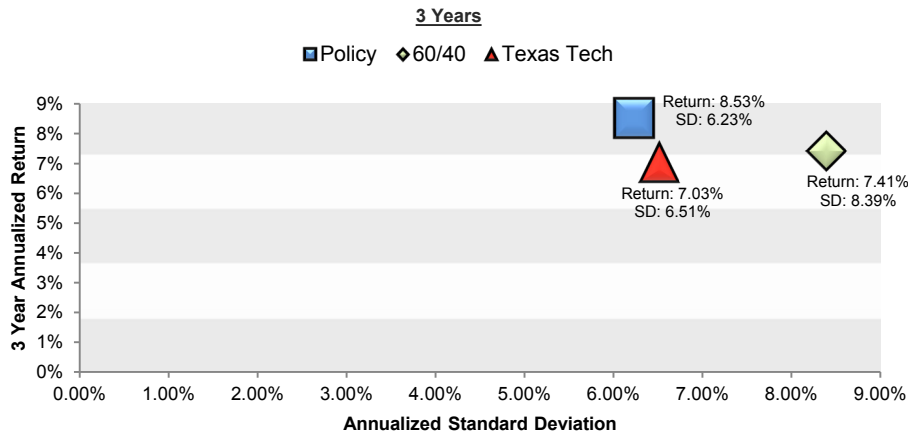 3 Years
Policy 60/40 Texas Tech
3 Year Annualized Return
9%
8%
7%
6%
5%
4%
3%
2%
1%
0%
Return: 8.53%
SD: 6.23%
Return: 7.03%
SD: 6.51%
Return: 7.41%
SD: 8.39%
0.00% 1.00% 2.00% 3.00% 4.00% 5.00% 6.00% 7.00% 8.00% 9.00%
Annualized Standard Deviation